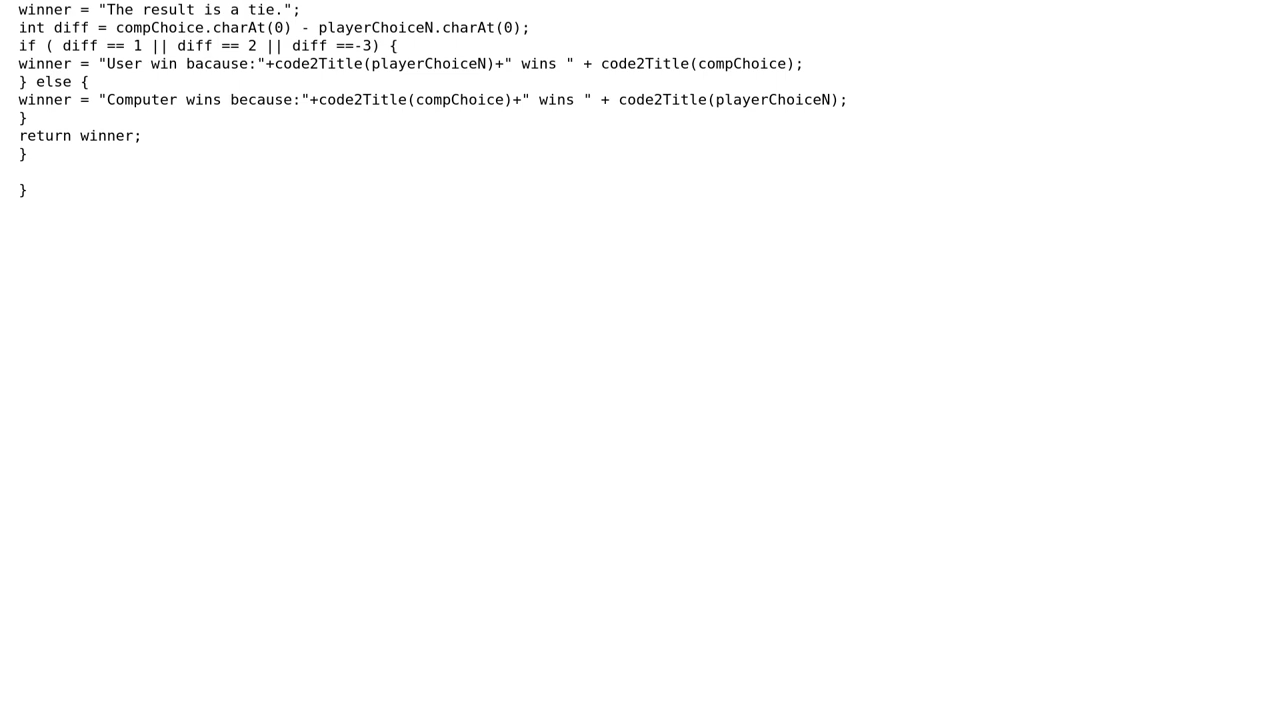 winner = "The result is a tie.";
int diff = compChoice.charAt(0) - playerChoiceN.charAt(0);
if ( diff == 1 || diff == 2 || diff ==-3) {
winner = "User win bacause:"+code2Title(playerChoiceN)+" wins " + code2Title(compChoice);
} else {
winner = "Computer wins because:"+code2Title(compChoice)+" wins " + code2Title(playerChoiceN);
}
return winner;
}
}